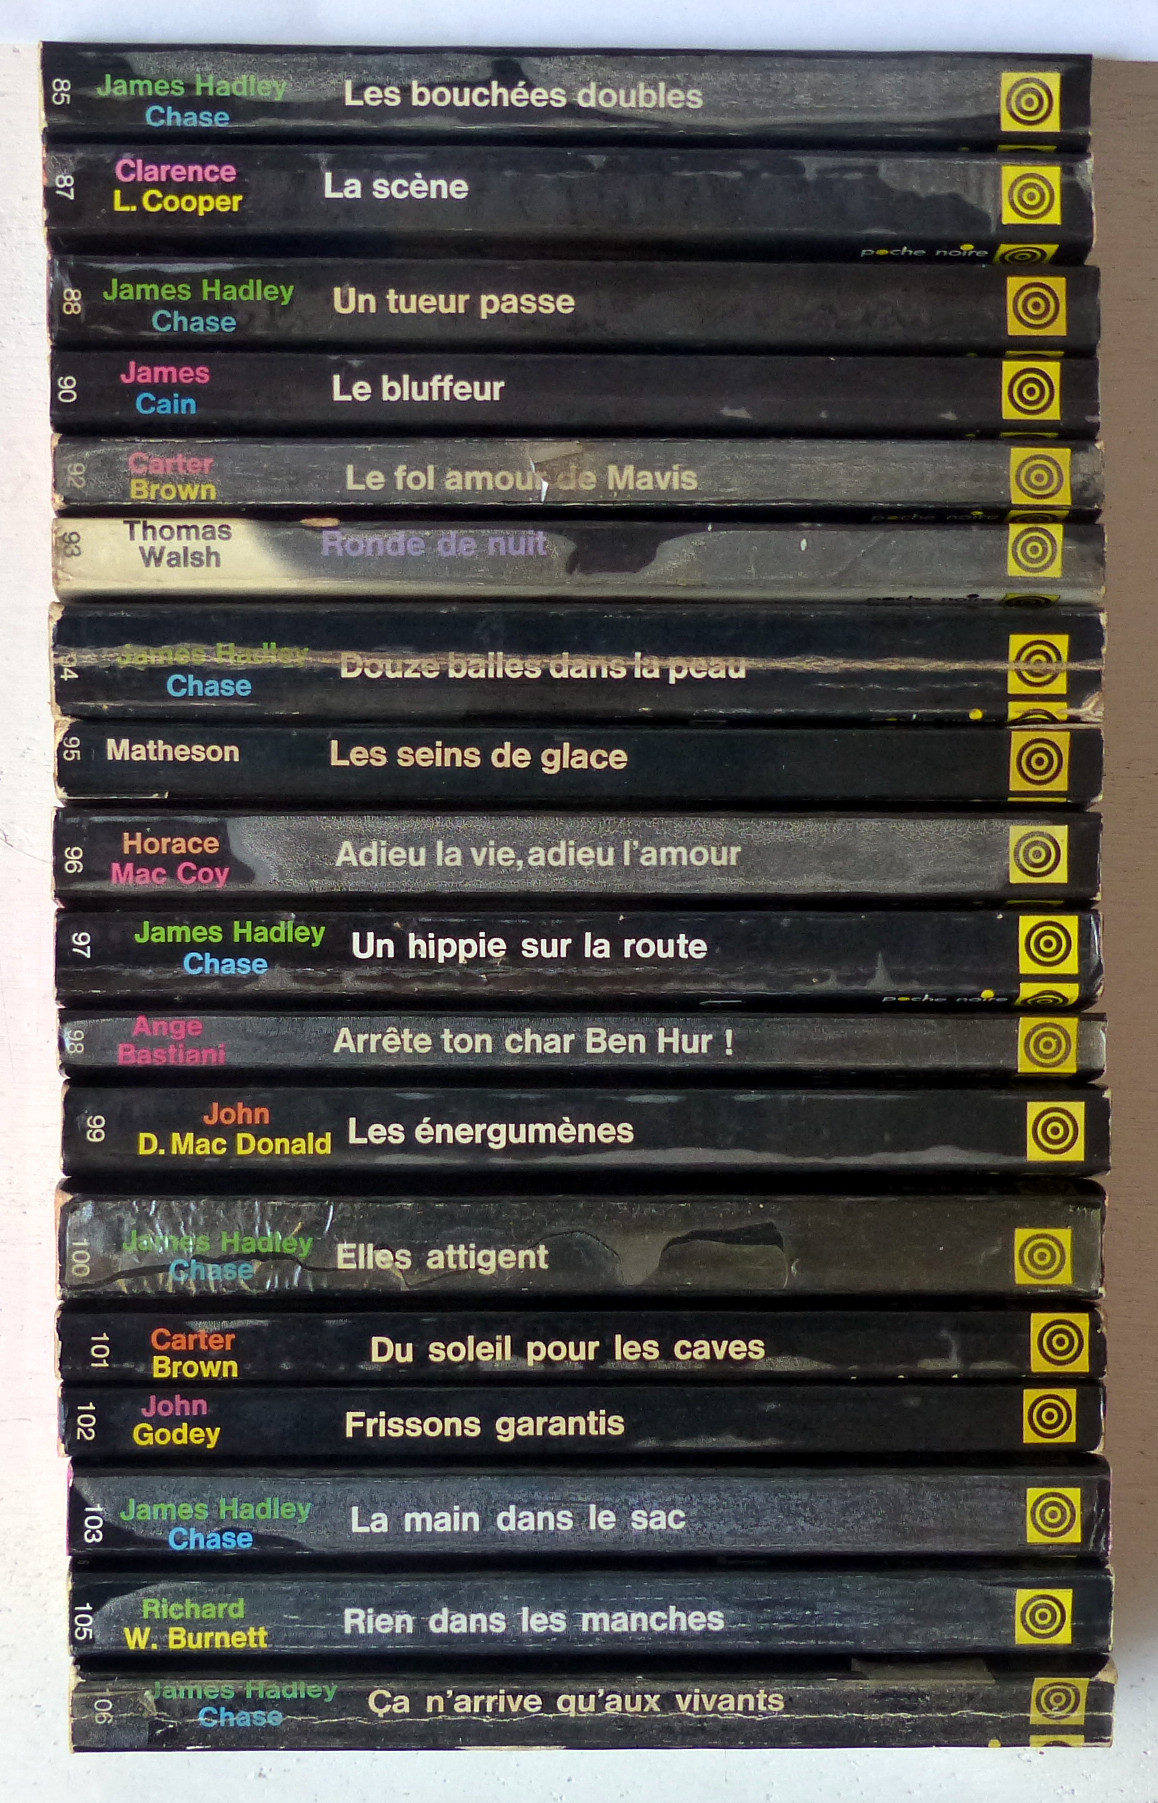 85
James Hadley
Chase
Les bouchées doubles
87
Clarence
L. Cooper
La scène
poche noire
88
James Hadley
Chase
Un tueur passe
90
James
Cain
Le bluffeur
92
Carter
Brown
Le fol amour de Mavis
poche noire
93
Thomas
Walsh
Ronde de nuit
poche noire
94
James Hadley
Chase
Douze balles dans la peau
95
Matheson
Les seins de glace
96
Horace
Mac Coy
Adieu la vie, adieu l'amour
97
James Hadley
Chase
Un hippie sur la route
poche noire
98
Ange
Bastiani
Arrête ton char Ben Hur !
99
John
D. Mac Donald
Les énergumènes
100
James Hadley
Chase
Elles attigent
101
Carter
Brown
Du soleil pour les caves
102
John
Godey
Frissons garantis
103
James Hadley
Chase
La main dans le sac
105
Richard
W. Burnett
Rien dans les manches
106
James Hadley
Chase
Ça n'arrive qu'aux vivants